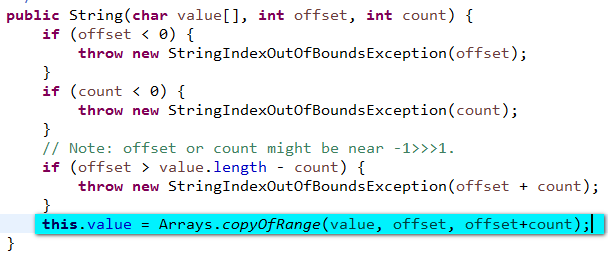 public String(char value[], int offset, int count) {
if (offset < 0) {
throw new StringIndexOutOfBoundsException(offset);
}
if (count < 0) {
throw new StringIndexOutOfBoundsException(count);
}
// Note: offset or count might be near -1>>>1.
if (offset > value.length - count) {
throw new StringIndexOutOfBoundsException(offset + count);
}
this.value = Arrays.copyOfRange(value, offset, offset+count);
}